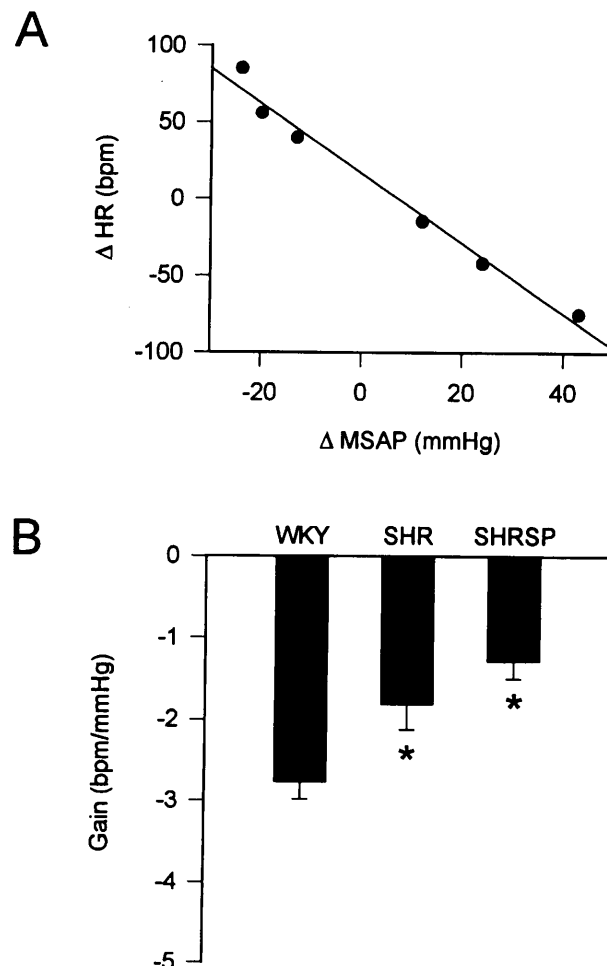 A
100
50
0
-50
-100
Δ HR (bpm)
-20 0 20 40
Δ MSAP (mmHg)
B
WKY SHR SHRSP
0
-1
-2
-3
-4
-5
Gain (bpm/mmHg)
*
*